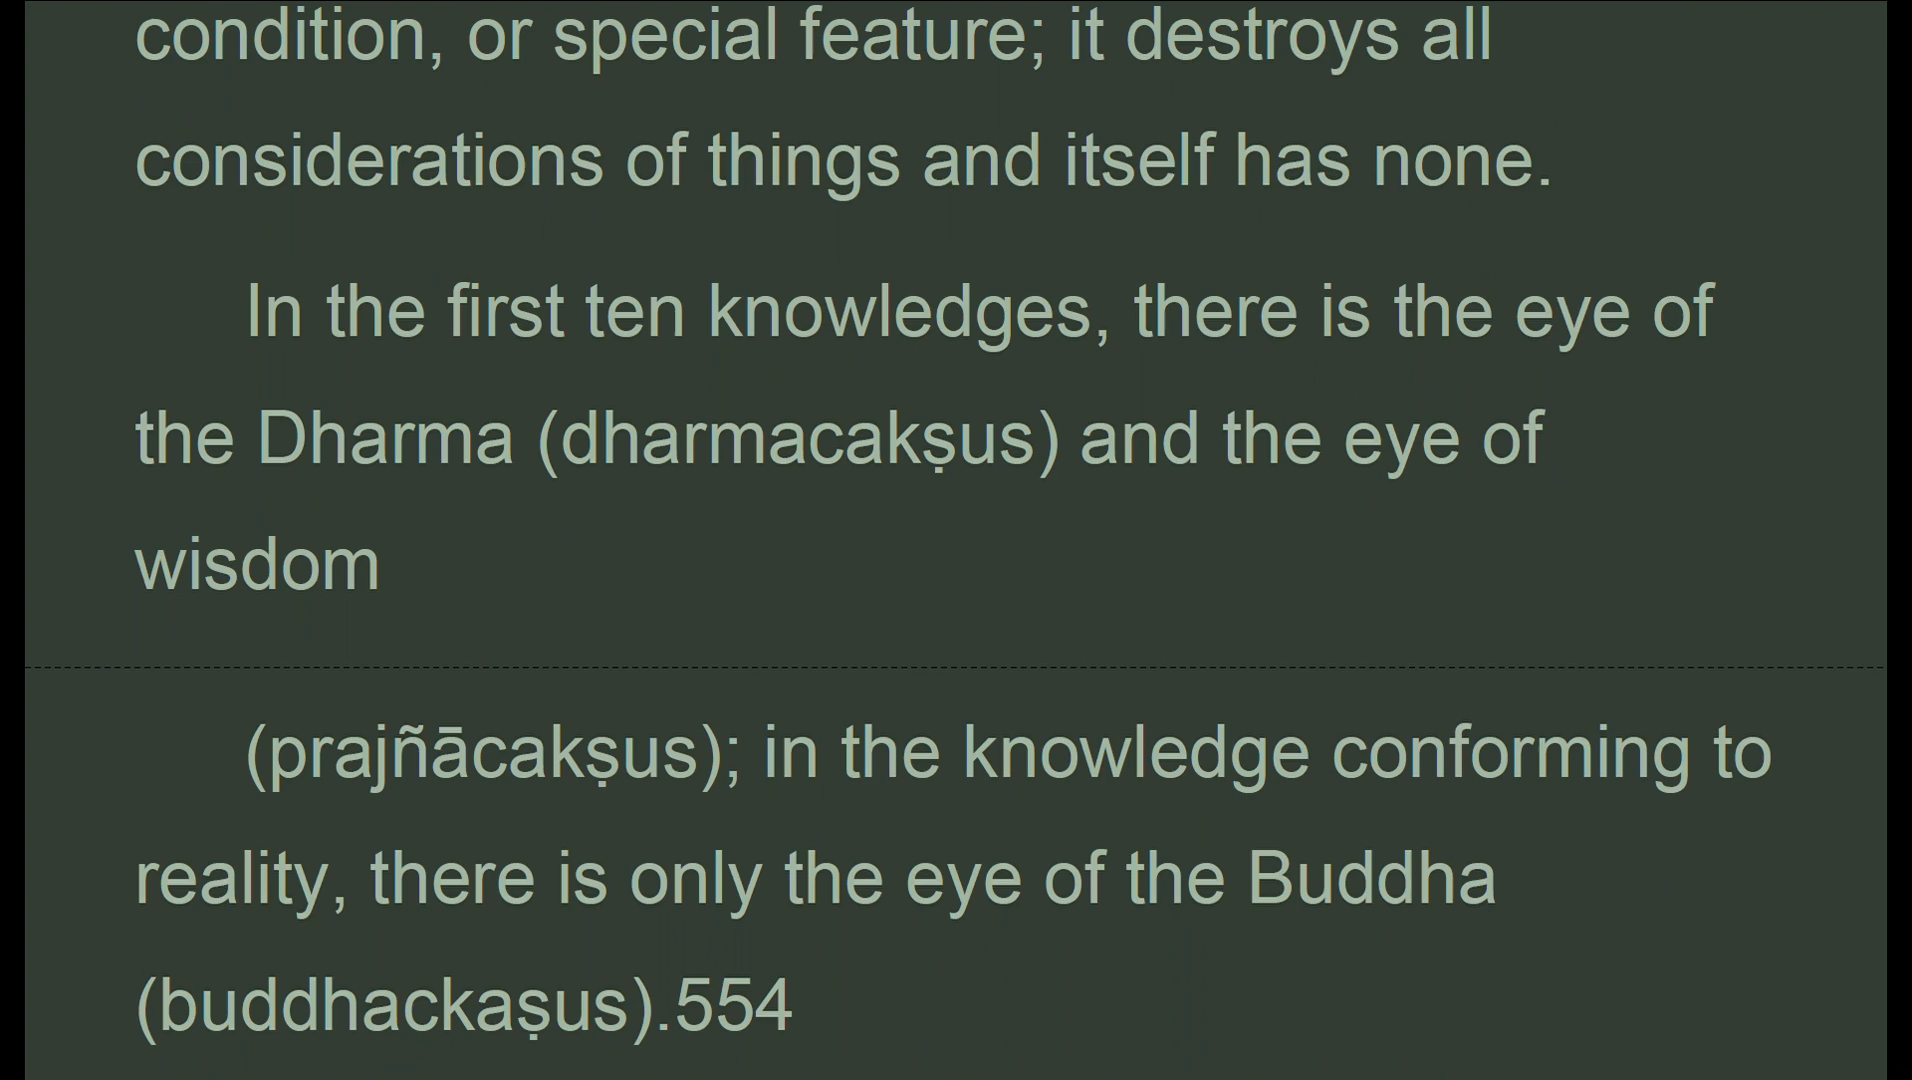 condition, or special feature; it destroys all
considerations of things and itself has none.
In the first ten knowledges, there is the eye of
the Dharma (dharmacakṣus) and the eye of
wisdom
(prajñācakṣus); in the knowledge conforming to
reality, there is only the eye of the Buddha
(buddhackaṣus).554